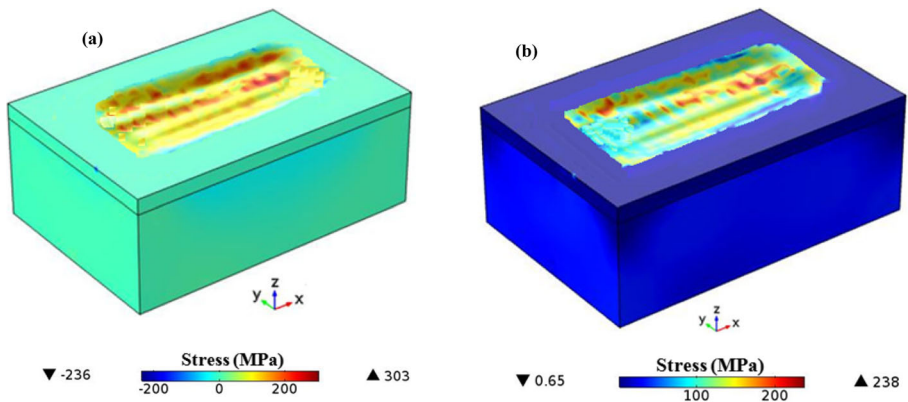 (a)
z
y
x
Stress (MPa)
▼ -236
-200 0 200
▲ 303
(b)
z
y
x
Stress (MPa)
▼ 0.65
100 200
▲ 238